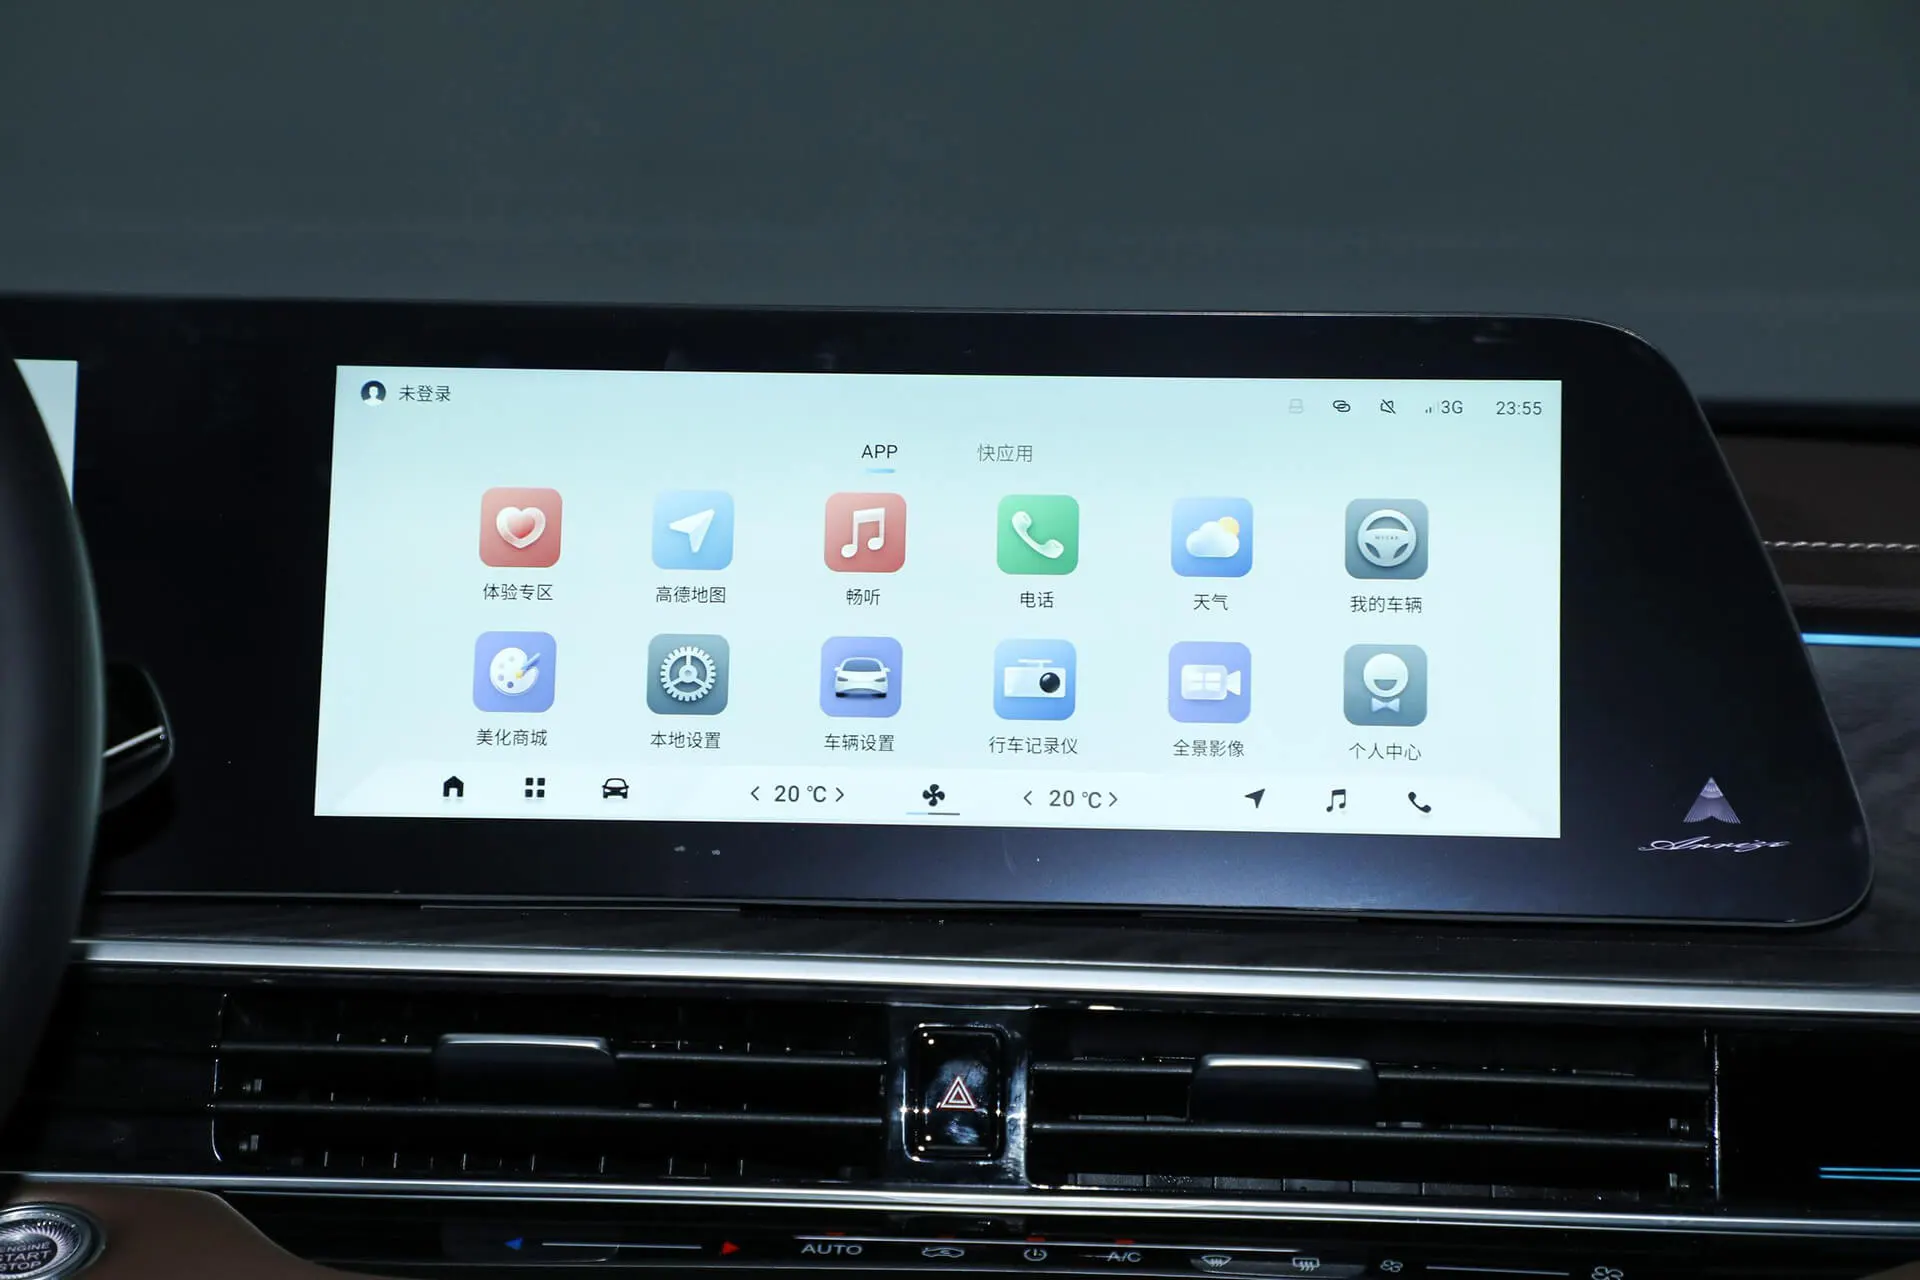 未登录
3G 23:55
APP 快应用
体验专区 高德地图 畅听 电话 天气 我的车辆
美化商城 本地设置 车辆设置 行车记录仪 全景影像 个人中心
20 ℃ 20 ℃
Arrizo
AUTO A/C
ENGINE
START
STOP